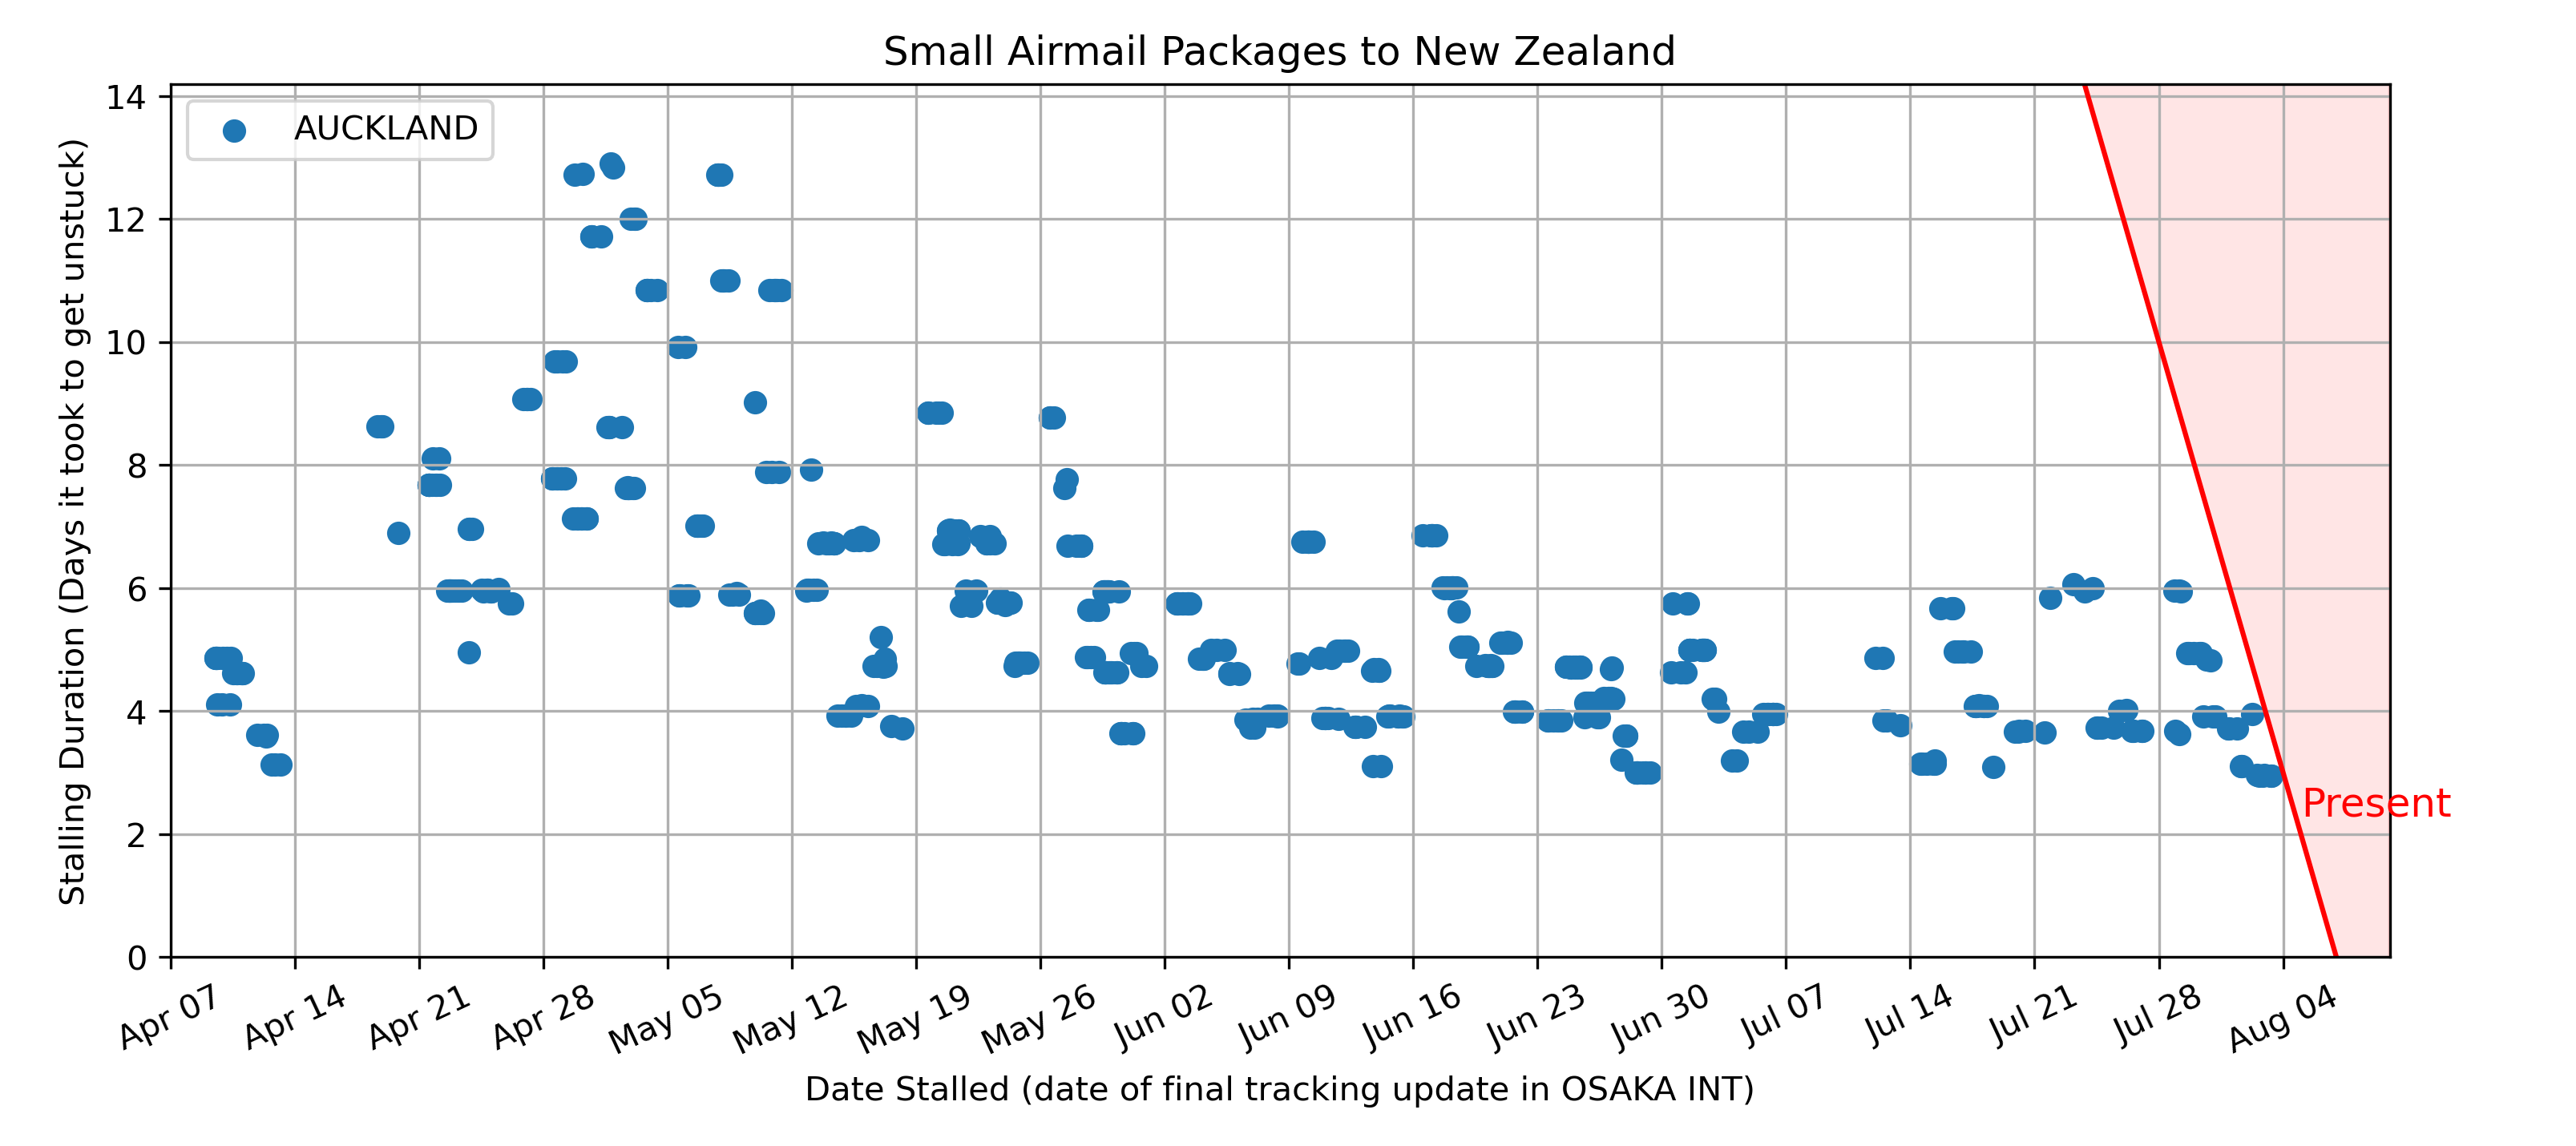 Small Airmail Packages to New Zealand
AUCKLAND
Stalling Duration (Days it took to get unstuck)
14
12
10
8
6
4
2
0
Present
Apr 07
Apr 14
Apr 21
Apr 28
May 05
May 12
May 19
May 26
Jun 02
Jun 09
Jun 16
Jun 23
Jun 30
Jul 07
Jul 14
Jul 21
Jul 28
Aug 04
Date Stalled (date of final tracking update in OSAKA INT)